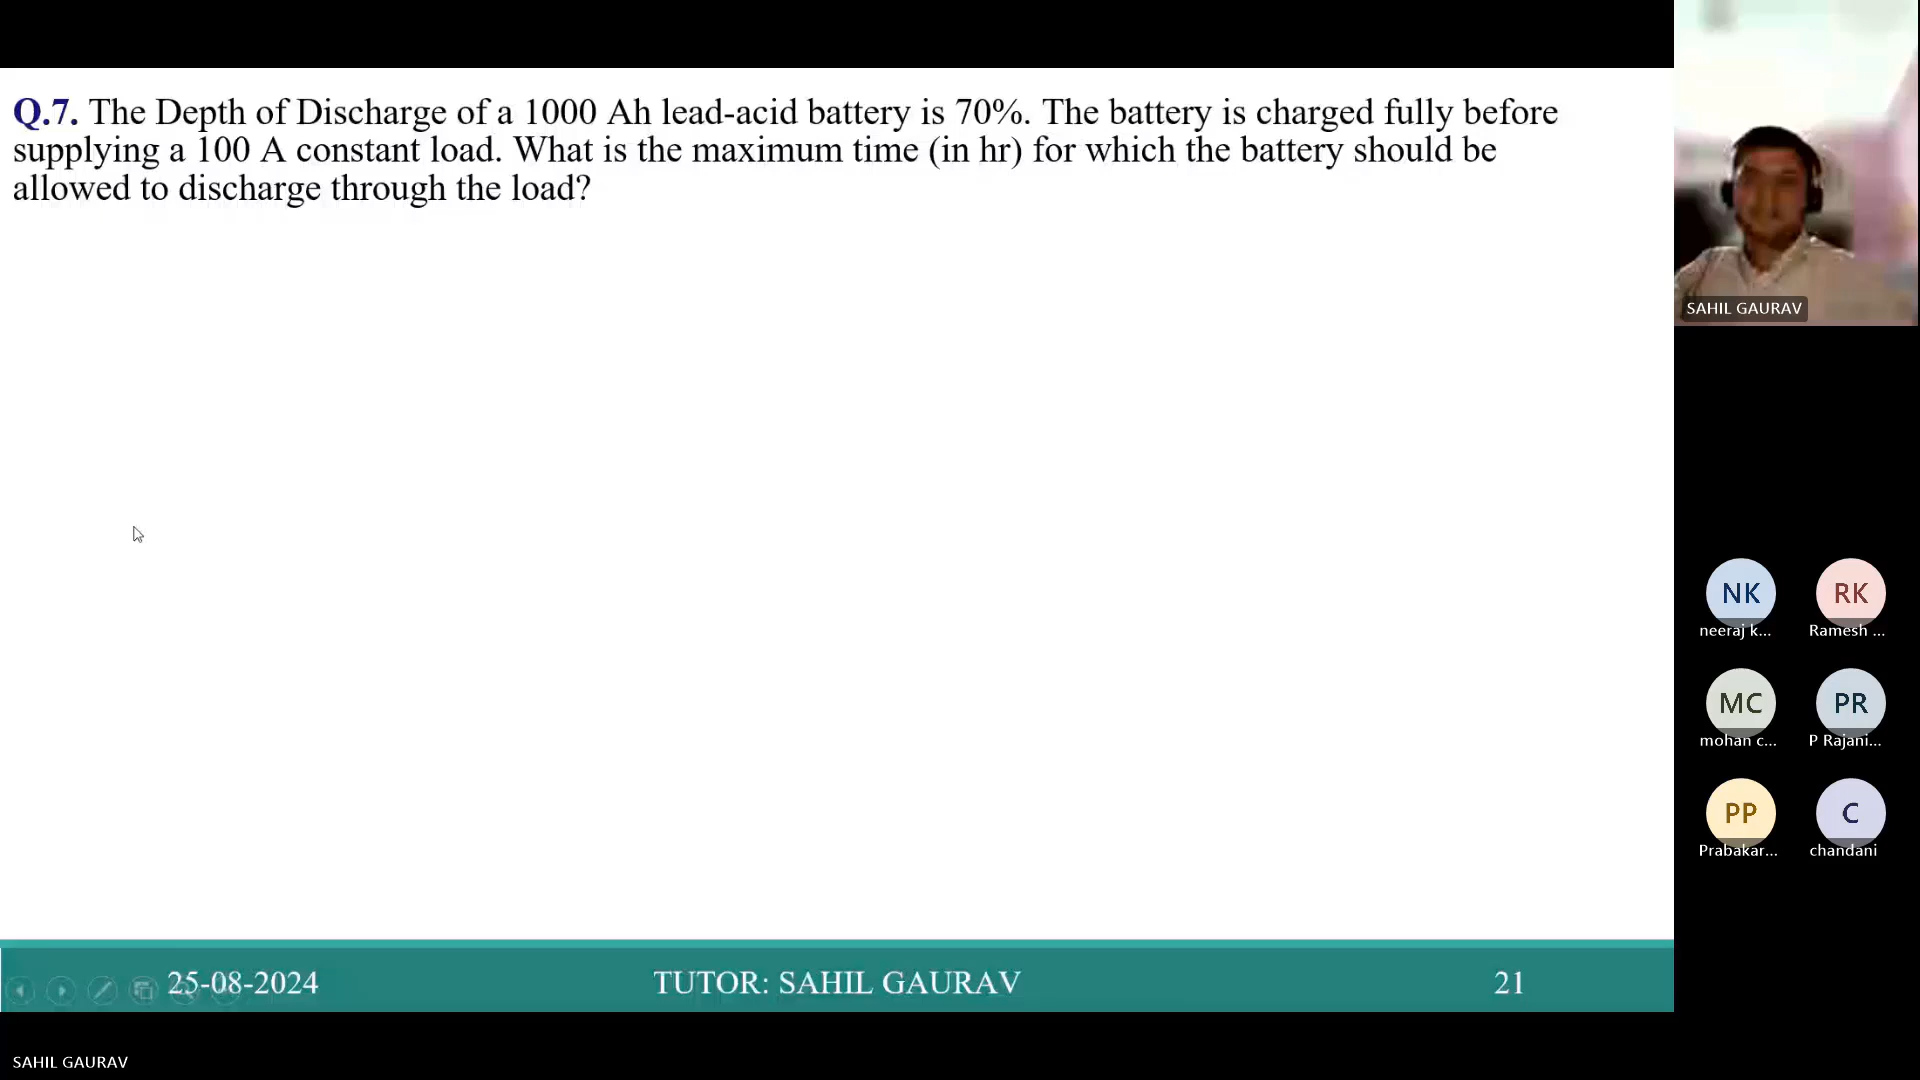 Q.7. The Depth of Discharge of a 1000 Ah lead-acid battery is 70%. The battery is charged fully before
supplying a 100 A constant load. What is the maximum time (in hr) for which the battery should be
allowed to discharge through the load?
SAHIL GAURAV
NK
RK
neeraj k...
Ramesh ...
MC
PR
mohan c...
P Rajani...
PP
C
Prabakar...
chandani
25-08-2024
TUTOR: SAHIL GAURAV
21
SAHIL GAURAV